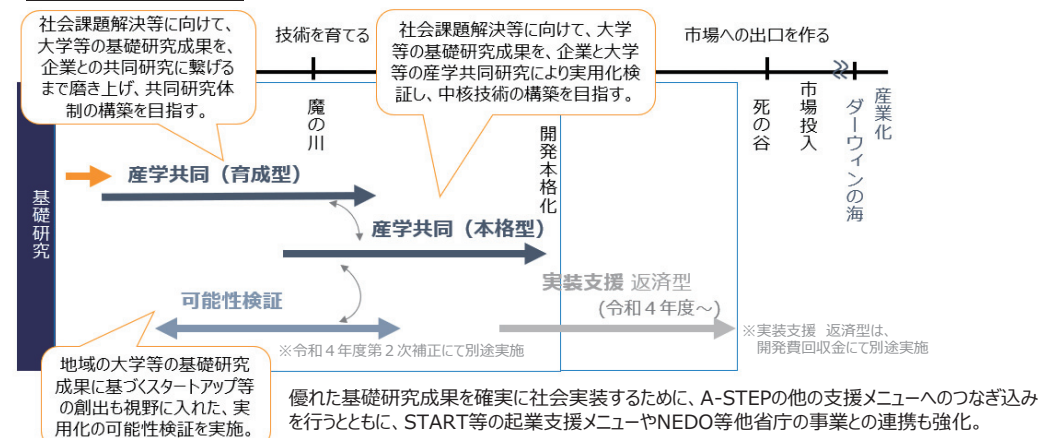 社会課題解決等に向けて、
大学等の基礎研究成果を、
企業との共同研究に繋げる
まで磨き上げ、共同研究体
制の構築を目指す。
技術を育てる
社会課題解決等に向けて、大学
等の基礎研究成果を、企業と大学
等の産学共同研究により実用化検
証し、中核技術の構築を目指す。
市場への出口を作る
魔の川
開発本格化
死の谷
市場投入
ダーウィンの海
産業化
基礎研究
産学共同（育成型）
産学共同（本格型）
可能性検証
※令和４年度第２次補正にて別途実施
実装支援 返済型
(令和４年度～)
※実装支援　返済型は、
開発費回収金にて別途実施
地域の大学等の基礎研究
成果に基づくスタートアップ等
の創出も視野に入れた、実
用化の可能性検証を実施。
優れた基礎研究成果を確実に社会実装するために、A-STEPの他の支援メニューへのつなぎ込み
を行うとともに、START等の起業支援メニューやNEDO等他省庁の事業との連携も強化。